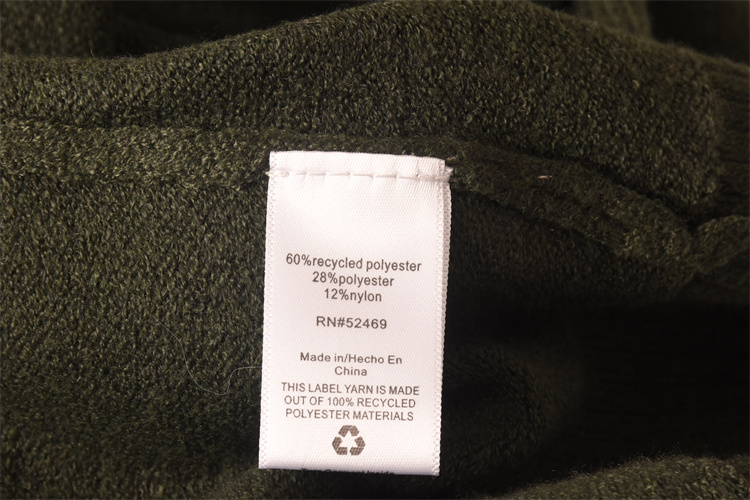 60%recycled polyester
28%polyester
12%nylon
RN#52469
Made in/Hecho En
China
THIS LABEL YARN IS MADE
OUT OF 100% RECYCLED
POLYESTER MATERIALS